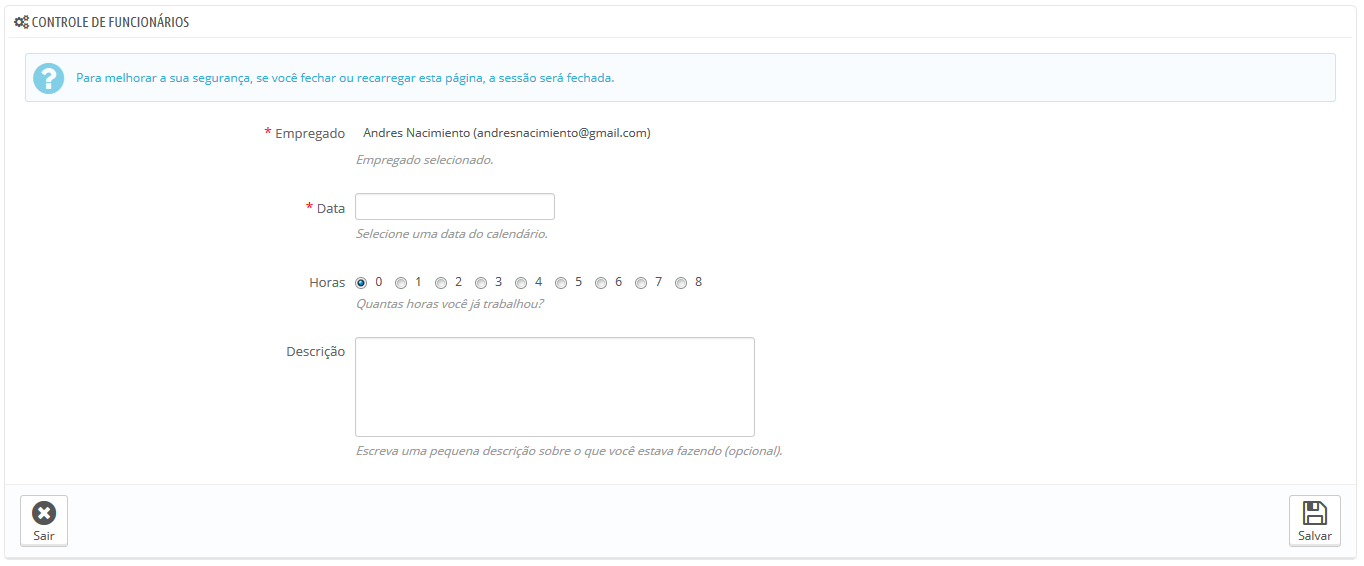 CONTROLE DE FUNCIONÁRIOS
Para melhorar a sua segurança, se você fechar ou recarregar esta página, a sessão será fechada.
* Empregado Andres Nacimiento (andresnacimiento@gmail.com)
Empregado selecionado.
* Data
Selecione uma data do calendário.
Horas 0 1 2 3 4 5 6 7 8
Quantas horas você já trabalhou?
Descrição
Escreva uma pequena descrição sobre o que você estava fazendo (opcional).
Sair Salvar